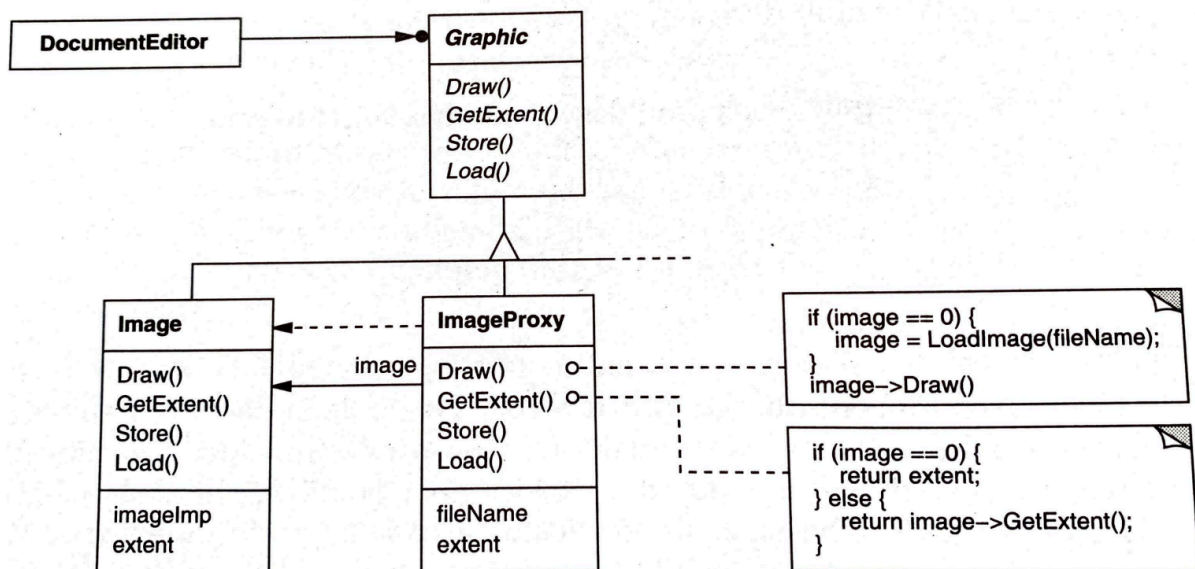 DocumentEditor
Graphic
Draw()
GetExtent()
Store()
Load()
Image
Draw()
GetExtent()
Store()
Load()
imageImp
extent
image
ImageProxy
Draw()
GetExtent()
Store()
Load()
fileName
extent
if (image == 0) {
image = LoadImage(fileName);
}
image->Draw()
if (image == 0) {
return extent;
} else {
return image->GetExtent();
}